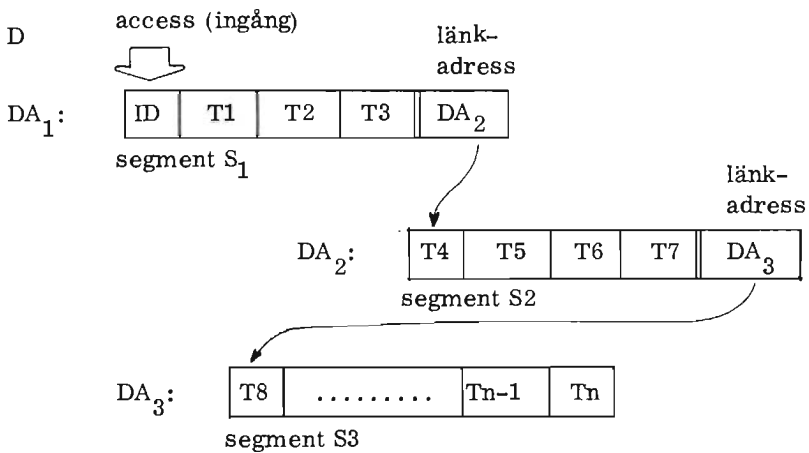 D access (ingång) länk-
adress
DA1: ID T1 T2 T3 DA2
segment S1
länk-
adress
DA2: T4 T5 T6 T7 DA3
segment S2
DA3: T8 ......... Tn-1 Tn
segment S3